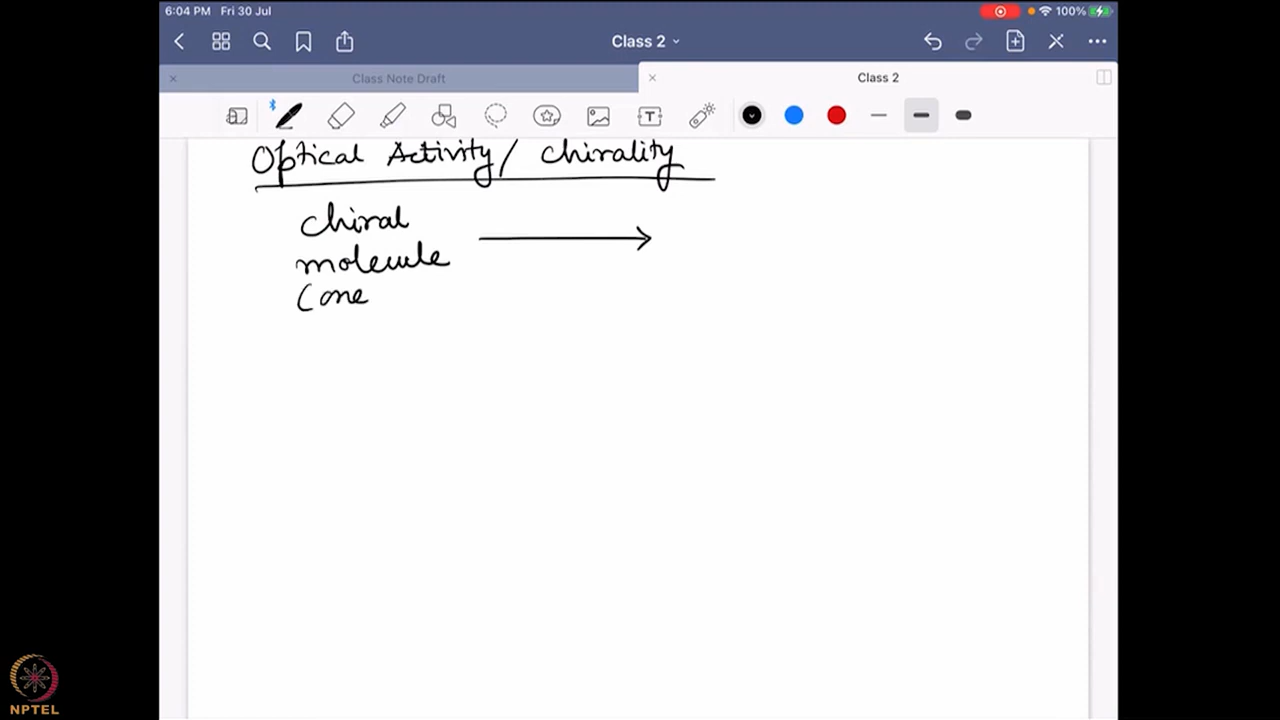 6:04 PM Fri 30 Jul
100%
Class 2
Class Note Draft
Class 2
T
Optical Activity/ Chirality
Chiral
molecule
(one
NPTEL